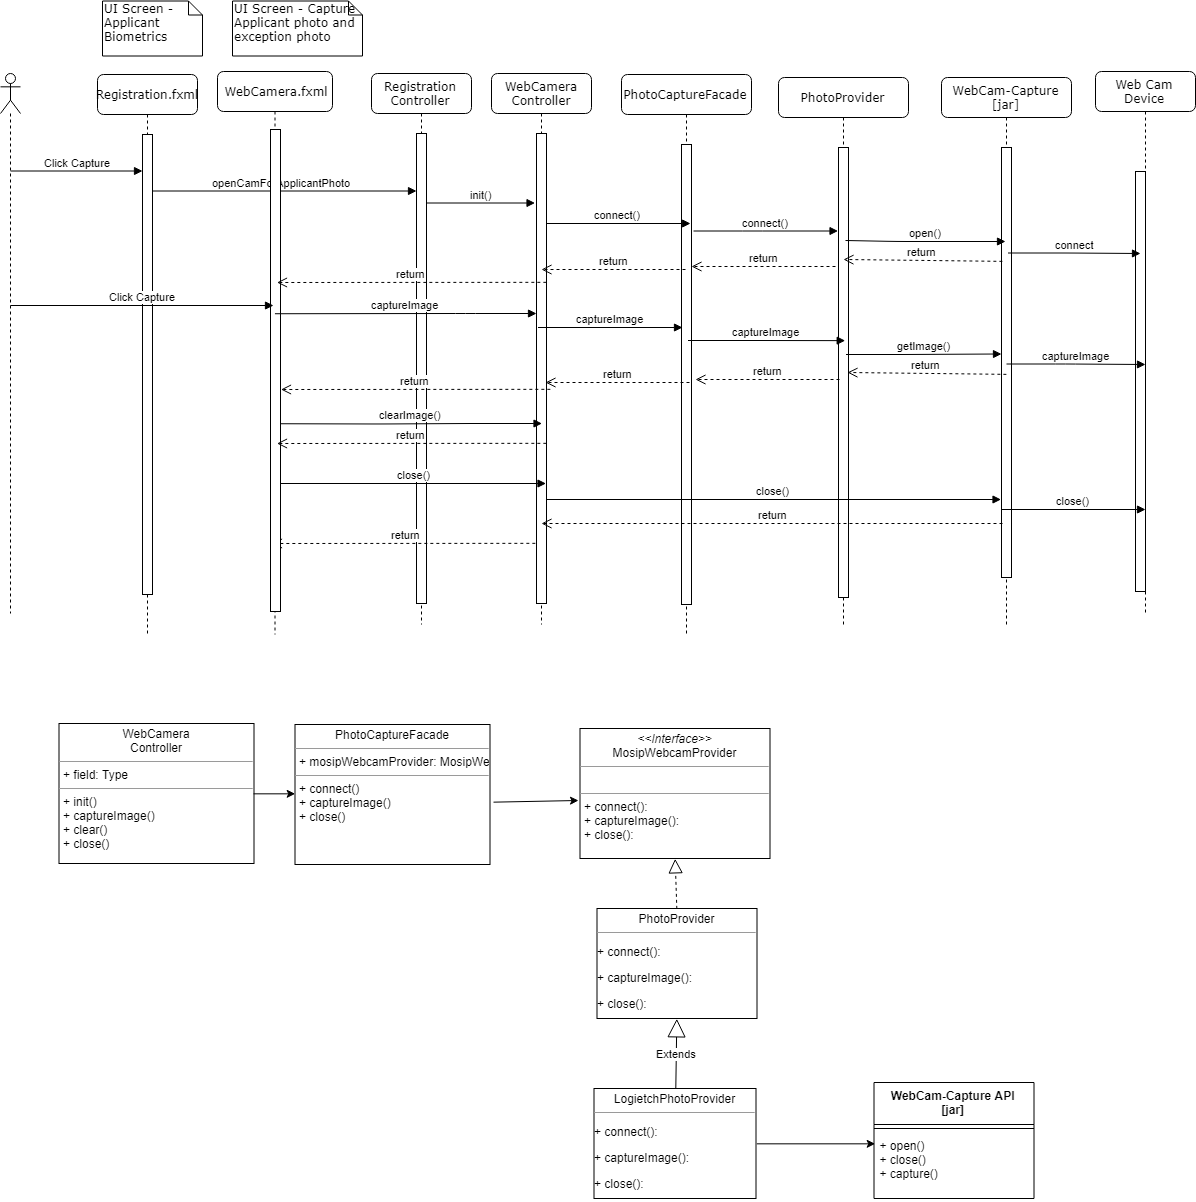 UI Screen -
Applicant
Biometrics
UI Screen - Capture
Applicant photo and
exception photo
Registration.fxml
WebCamera.fxml
Registration
Controller
WebCamera
Controller
PhotoCaptureFacade
PhotoProvider
WebCam-Capture
[jar]
Web Cam
Device
Click Capture
openCamForApplicantPhoto
init()
connect()
connect()
open()
connect
return
return
return
return
Click Capture
captureImage
captureImage
captureImage
getImage()
captureImage
return
return
return
return
clearImage()
return
close()
close()
close()
return
return
WebCamera
Controller
+ field: Type
+ init()
+ captureImage()
+ clear()
+ close()
PhotoCaptureFacade
+ mosipWebcamProvider: MosipWe
+ connect()
+ captureImage()
+ close()
<<Interface>>
MosipWebcamProvider
+ connect():
+ captureImage():
+ close():
PhotoProvider
+ connect():
+ captureImage():
+ close():
Extends
LogietchPhotoProvider
+ connect():
+ captureImage():
+ close():
WebCam-Capture API
[jar]
+ open()
+ close()
+ capture()